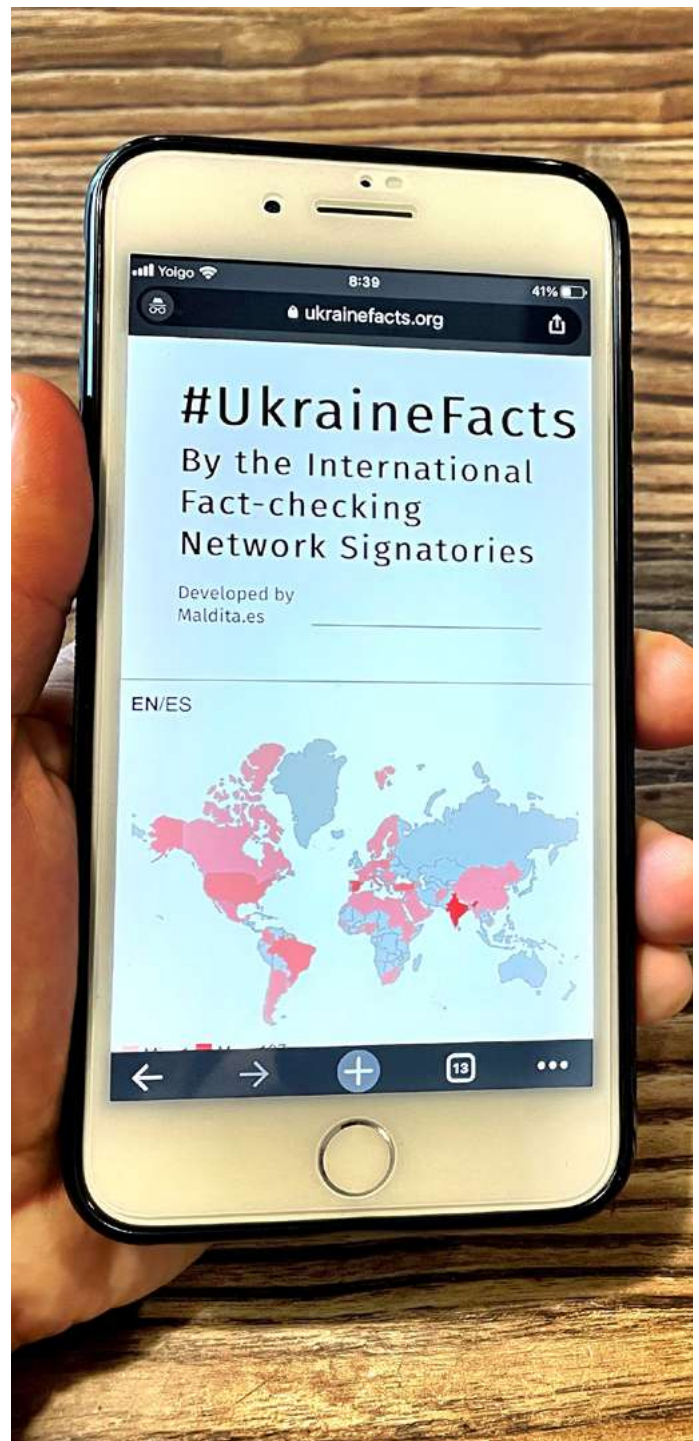 Yoigo
8:39
41%
ukrainefacts.org
#UkraineFacts
By the International
Fact-checking
Network Signatories
Developed by
Maldita.es
EN/ES
13